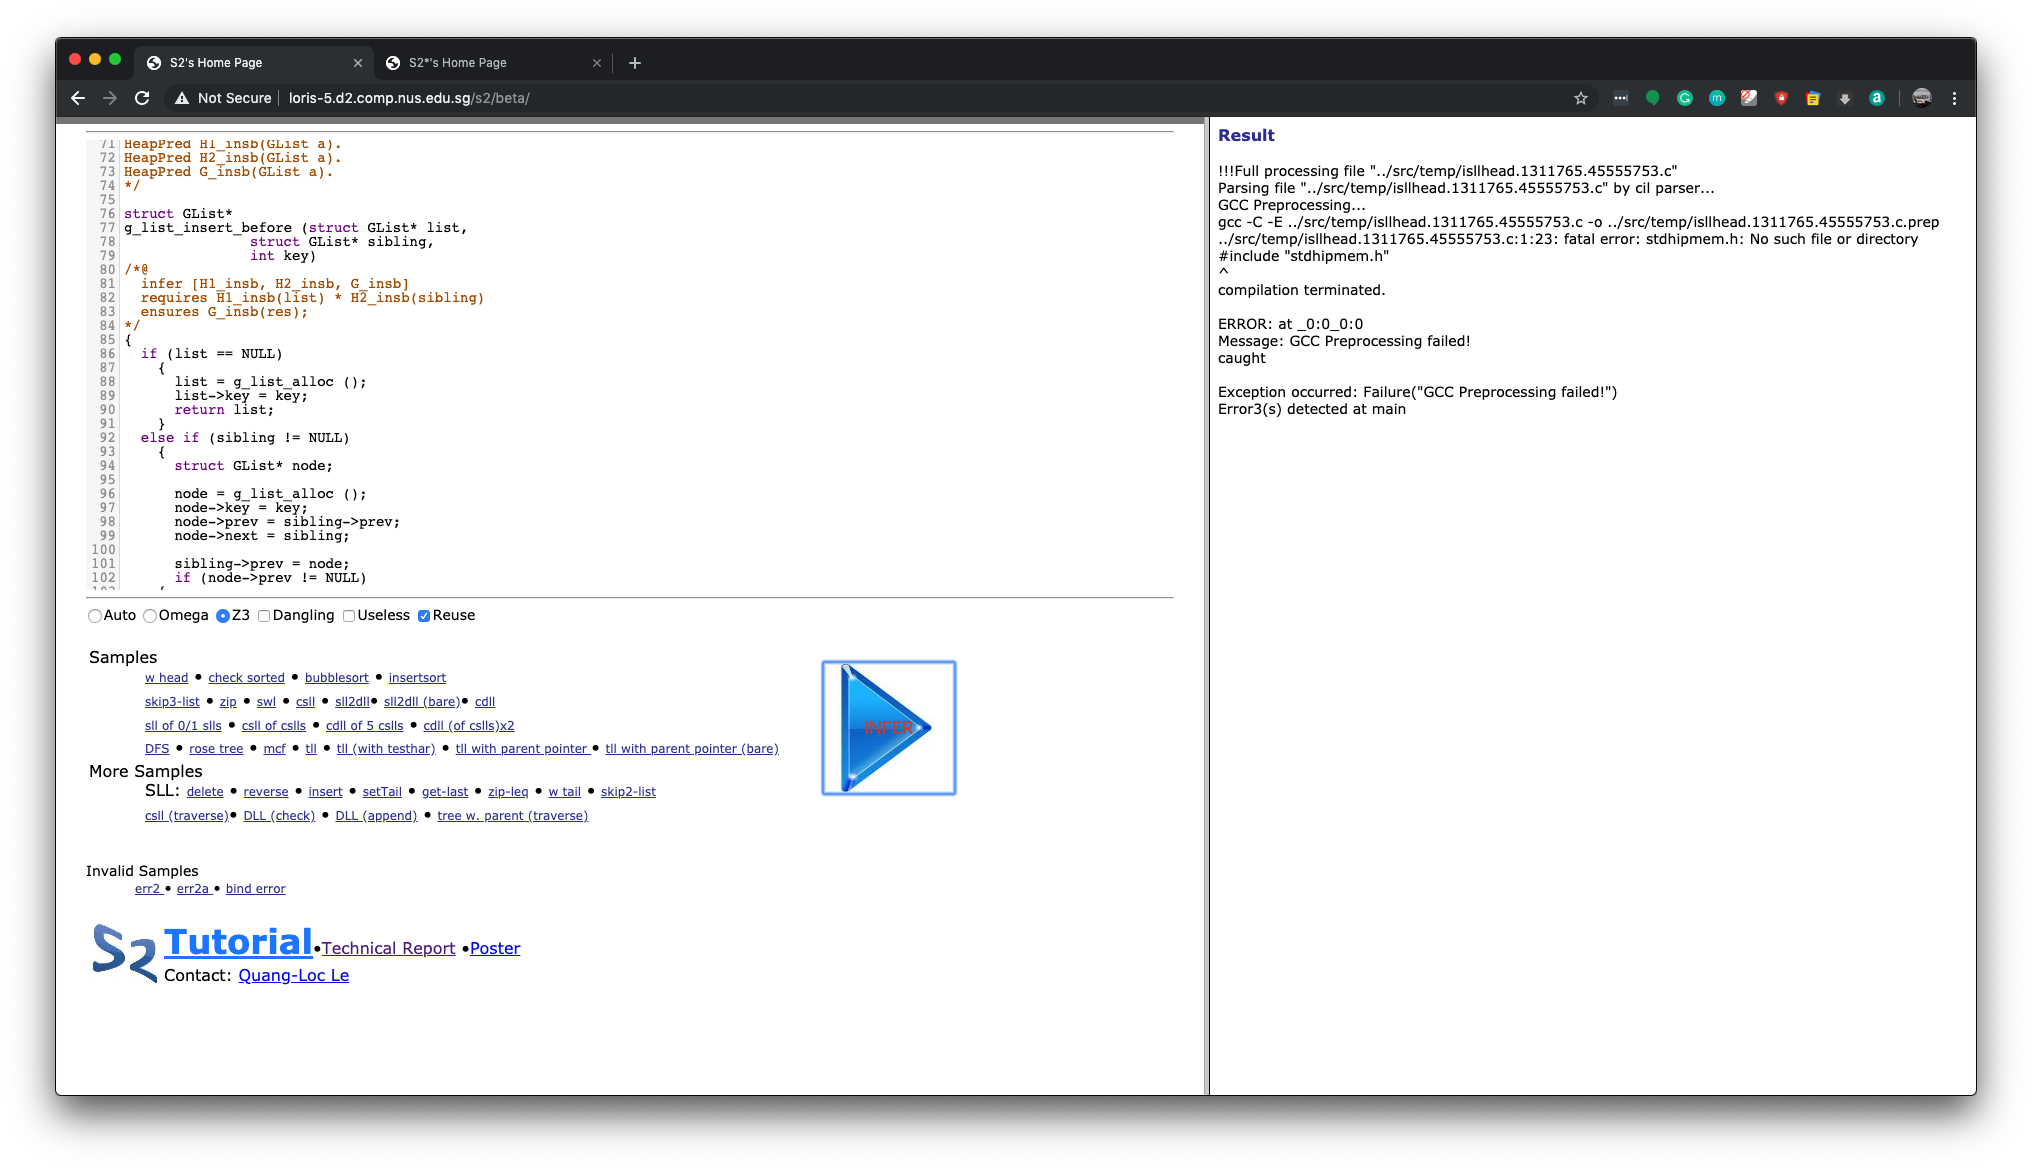 S2's Home Page
S2*'s Home Page
Not Secure
loris-5.d2.comp.nus.edu.sg/s2/beta/
71 HeapPred H1_insb(GList a).
72 HeapPred H2_insb(GList a).
73 HeapPred G_insb(GList a).
74 */
75
76 struct GList*
77 g_list_insert_before (struct GList* list,
78 struct GList* sibling,
79 int key)
80 /*@
81 infer [H1_insb, H2_insb, G_insb]
82 requires H1_insb(list) * H2_insb(sibling)
83 ensures G_insb(res);
84 */
85 {
86 if (list == NULL)
87 {
88 list = g_list_alloc ();
89 list->key = key;
90 return list;
91 }
92 else if (sibling != NULL)
93 {
94 struct GList* node;
95
96 node = g_list_alloc ();
97 node->key = key;
98 node->prev = sibling->prev;
99 node->next = sibling;
100
101 sibling->prev = node;
102 if (node->prev != NULL)
Auto Omega Z3 Dangling Useless Reuse
Samples
w head • check sorted • bubblesort • insertsort
skip3-list • zip • swl • csll • sll2dll• sll2dll (bare)• cdll
sll of 0/1 slls • csll of cslls • cdll of 5 cslls • cdll (of cslls)x2
DFS • rose tree • mcf • tll • tll (with testhar) • tll with parent pointer • tll with parent pointer (bare)
More Samples
SLL: delete • reverse • insert • setTail • get-last • zip-leq • w tail • skip2-list
csll (traverse)• DLL (check) • DLL (append) • tree w. parent (traverse)
INFER
Invalid Samples
err2 • err2a • bind error
S2 Tutorial•Technical Report •Poster
Contact: Quang-Loc Le
Result
!!!Full processing file "../src/temp/isllhead.1311765.45555753.c"
Parsing file "../src/temp/isllhead.1311765.45555753.c" by cil parser...
GCC Preprocessing...
gcc -C -E ../src/temp/isllhead.1311765.45555753.c -o ../src/temp/isllhead.1311765.45555753.c.prep
../src/temp/isllhead.1311765.45555753.c:1:23: fatal error: stdhipmem.h: No such file or directory
#include "stdhipmem.h"
^
compilation terminated.
ERROR: at _0:0_0:0
Message: GCC Preprocessing failed!
caught
Exception occurred: Failure("GCC Preprocessing failed!")
Error3(s) detected at main